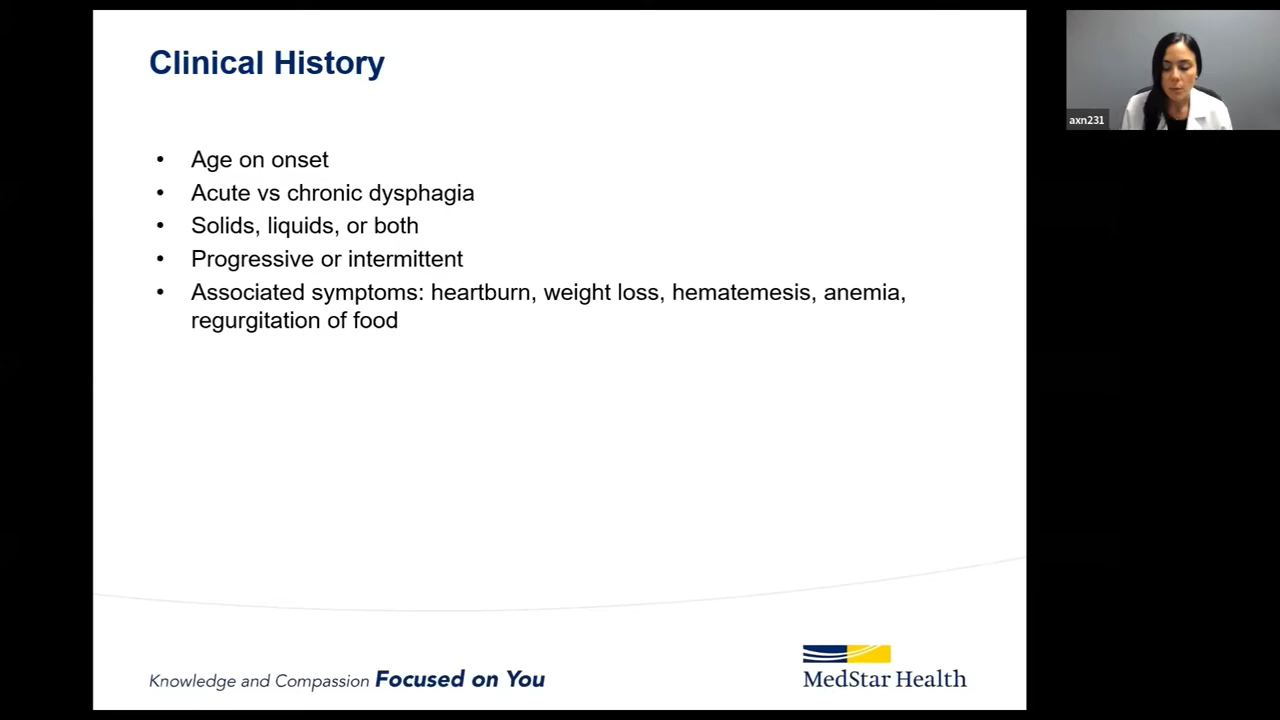 Clinical History
• Age on onset
• Acute vs chronic dysphagia
• Solids, liquids, or both
• Progressive or intermittent
• Associated symptoms: heartburn, weight loss, hematemesis, anemia,
regurgitation of food
Knowledge and Compassion Focused on You
MedStar Health
axn231